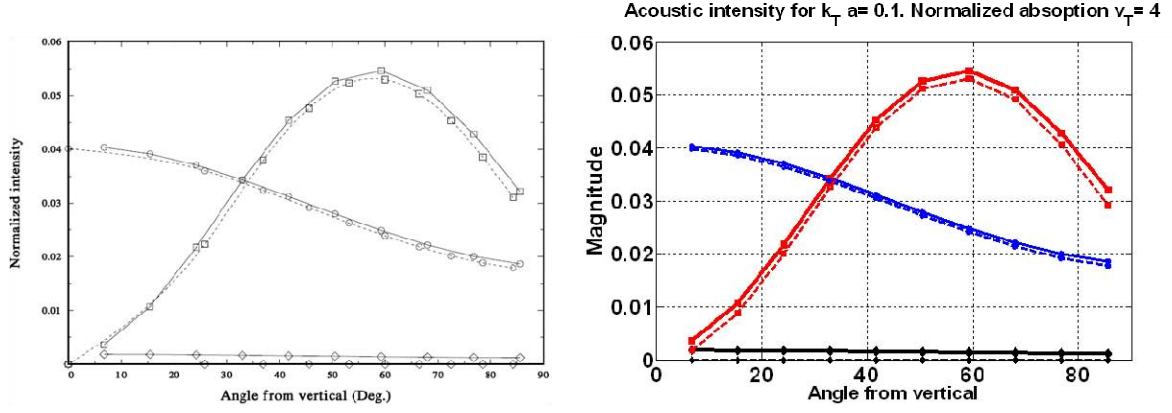 Acoustic intensity for k_T a= 0.1. Normalized absoption ν_T= 4
0.06
0.05
0.04
0.03
0.02
0.01
0.00
Normalized intensity
0 10 20 30 40 50 60 70 80 90
Angle from vertical (Deg.)
0.06
0.05
0.04
0.03
0.02
0.01
0
Magnitude
0 20 40 60 80
Angle from vertical